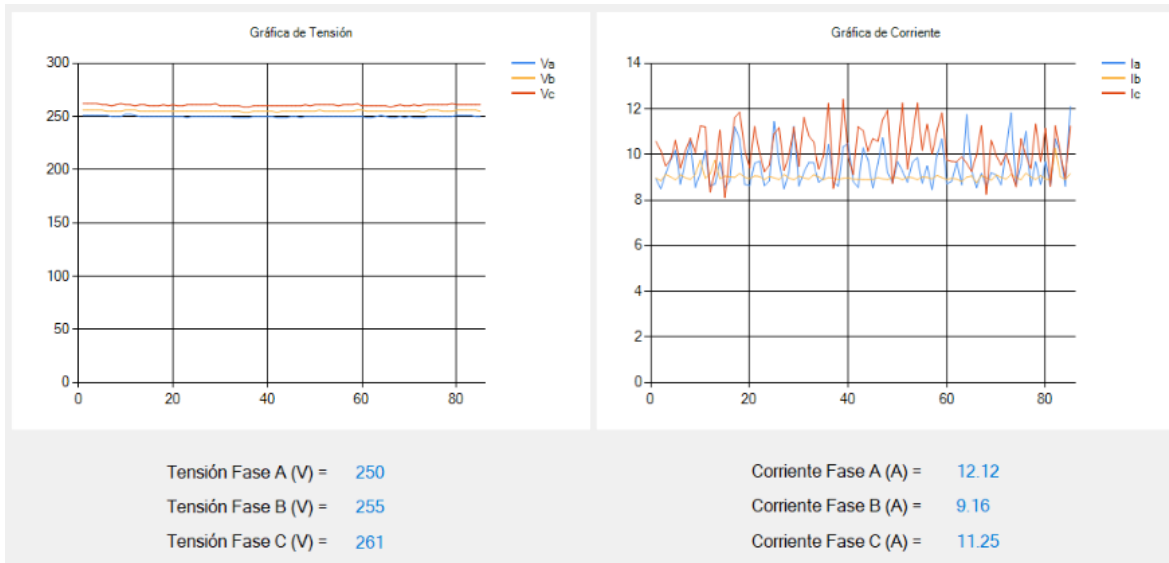 Gráfica de Tensión
300
250
200
150
100
50
0
0 20 40 60 80
Va
Vb
Vc
Gráfica de Corriente
14
12
10
8
6
4
2
0
0 20 40 60 80
Ia
Ib
Ic
Tensión Fase A (V) = 250
Tensión Fase B (V) = 255
Tensión Fase C (V) = 261
Corriente Fase A (A) = 12.12
Corriente Fase B (A) = 9.16
Corriente Fase C (A) = 11.25